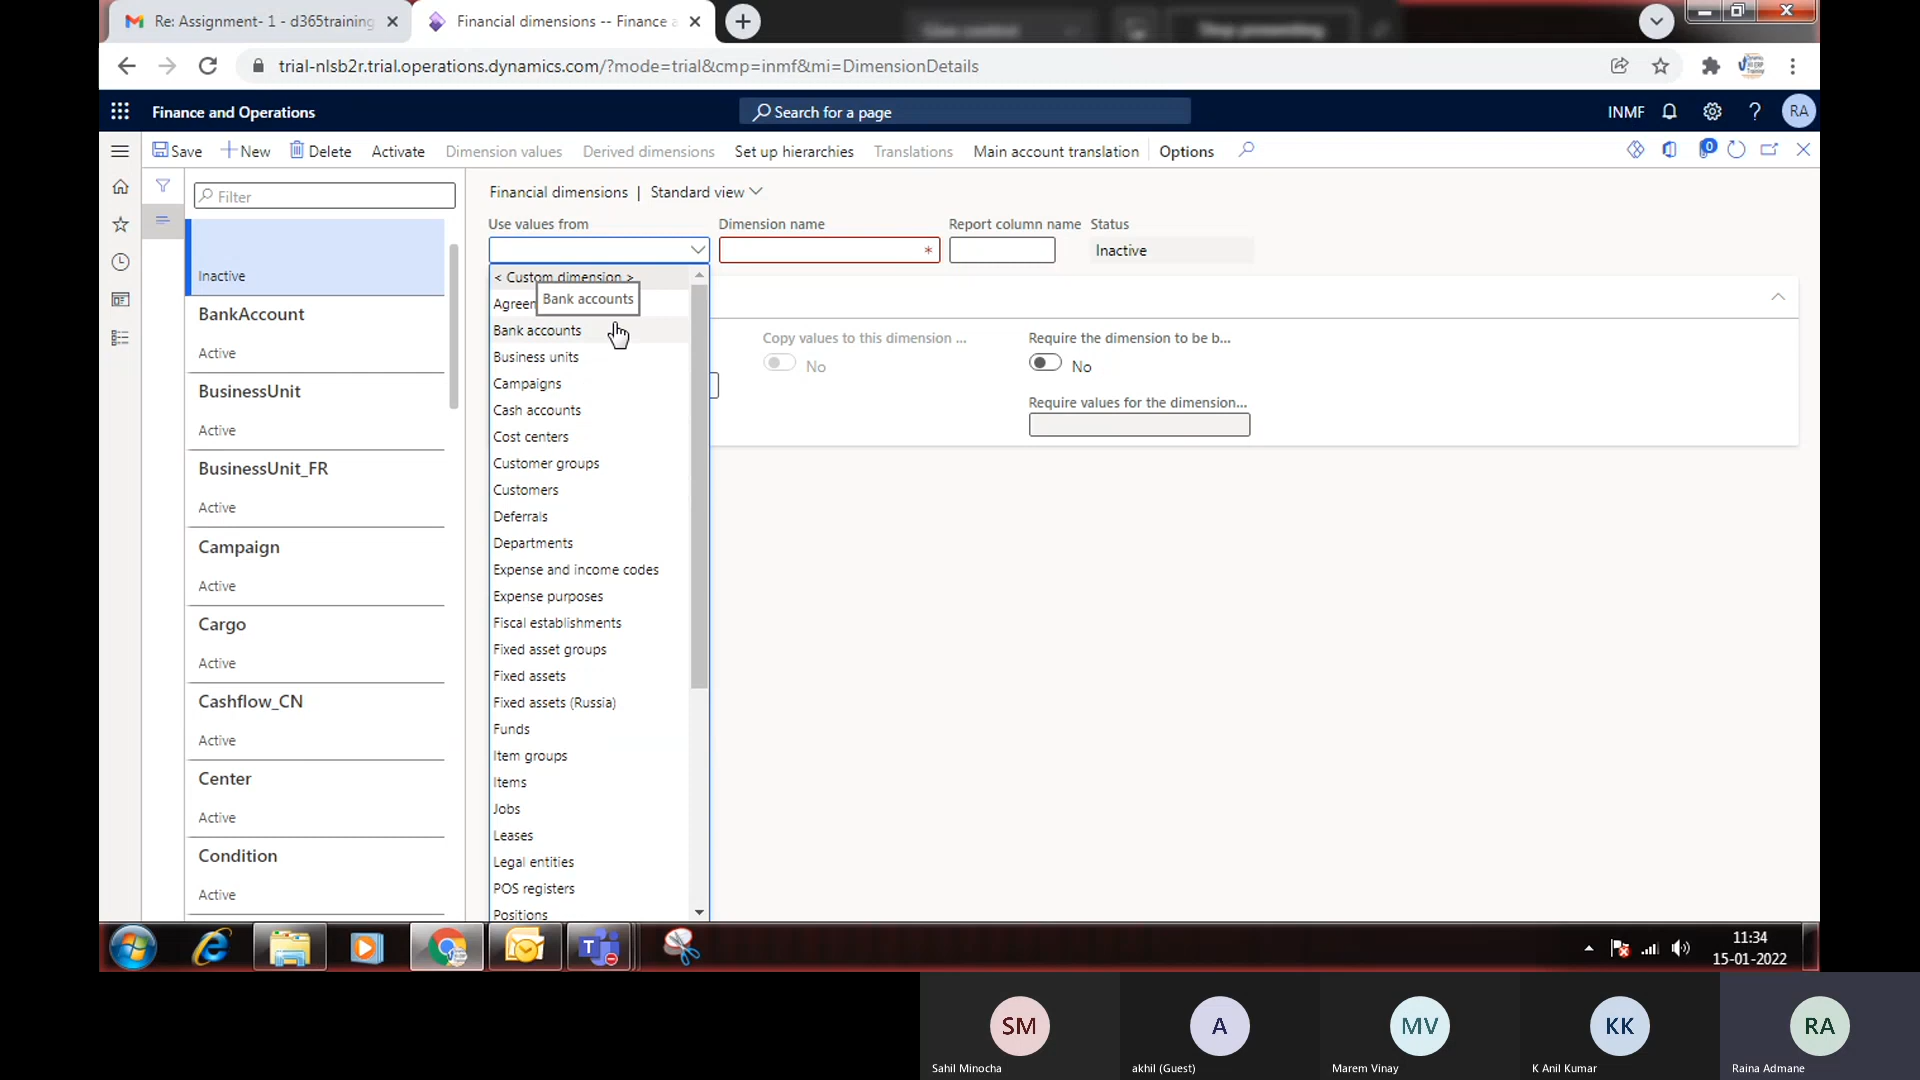 Re: Assignment- 1 - d365training
Financial dimensions -- Finance a
Stop presenting
trial-nlsb2r.trial.operations.dynamics.com/?mode=trial&cmp=inmf&mi=DimensionDetails
Finance and Operations
Search for a page
INMF
?
RA
Save
New
Delete
Activate
Dimension values
Derived dimensions
Set up hierarchies
Translations
Main account translation
Options
0
Filter
Inactive
BankAccount
Active
BusinessUnit
Active
BusinessUnit_FR
Active
Campaign
Active
Cargo
Active
Cashflow_CN
Active
Center
Active
Condition
Active
Financial dimensions | Standard view
Use values from
Dimension name
*
Report column name
Status
Inactive
< Custom dimension >
Agreen
Bank accounts
Bank accounts
Business units
Campaigns
Cash accounts
Cost centers
Customer groups
Customers
Deferrals
Departments
Expense and income codes
Expense purposes
Fiscal establishments
Fixed asset groups
Fixed assets
Fixed assets (Russia)
Funds
Item groups
Items
Jobs
Leases
Legal entities
POS registers
Positions
Copy values to this dimension ...
No
Require the dimension to be b...
No
Require values for the dimension...
T
11:34
15-01-2022
SM
Sahil Minocha
A
akhil (Guest)
MV
Marem Vinay
KK
K Anil Kumar
RA
Raina Admane